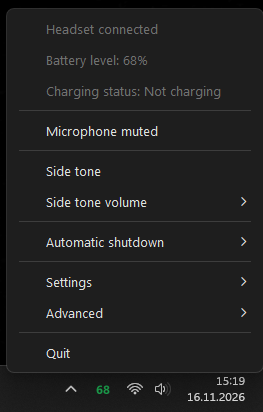 Headset connected
Battery level: 68%
Charging status: Not charging
Microphone muted
Side tone
Side tone volume
Automatic shutdown
Settings
Advanced
Quit
68
15:19
16.11.2026